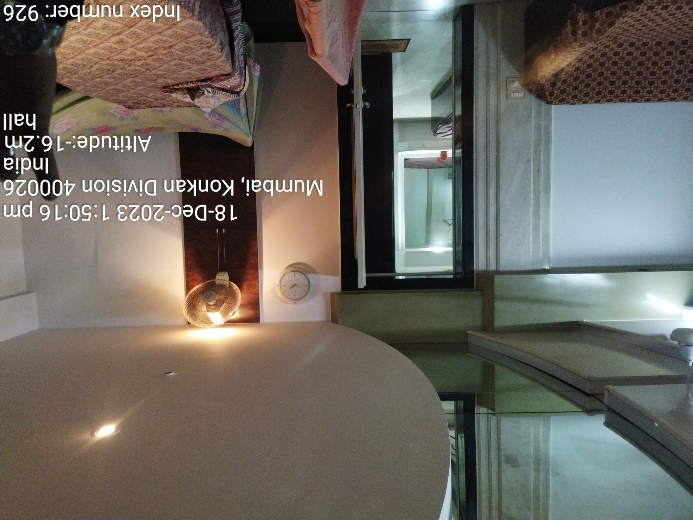 18-Dec-2023 1:50:16 pm
Mumbai, Konkan Division 400026
India
Altitude:-16.2m
hall
Index number: 926